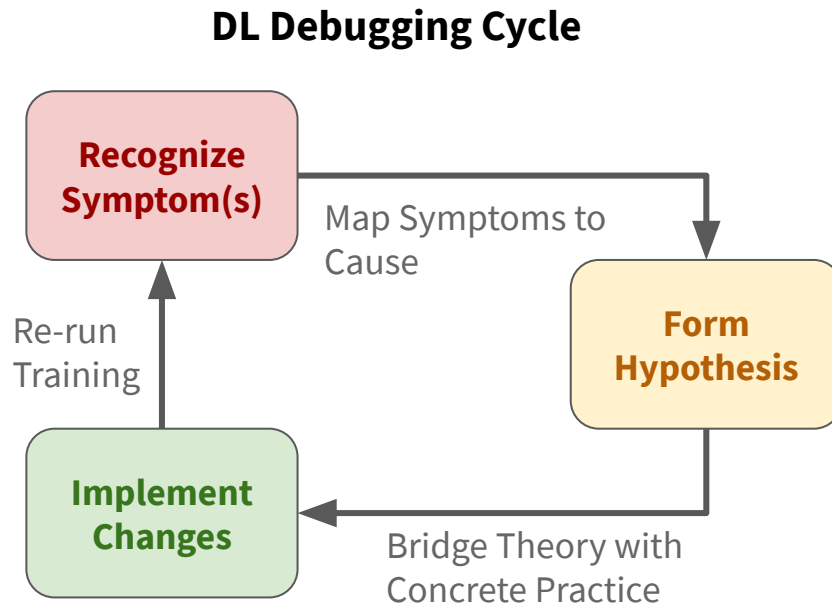 DL Debugging Cycle
Recognize
Symptom(s)
Map Symptoms to
Cause
Form
Hypothesis
Bridge Theory with
Concrete Practice
Implement
Changes
Re-run
Training